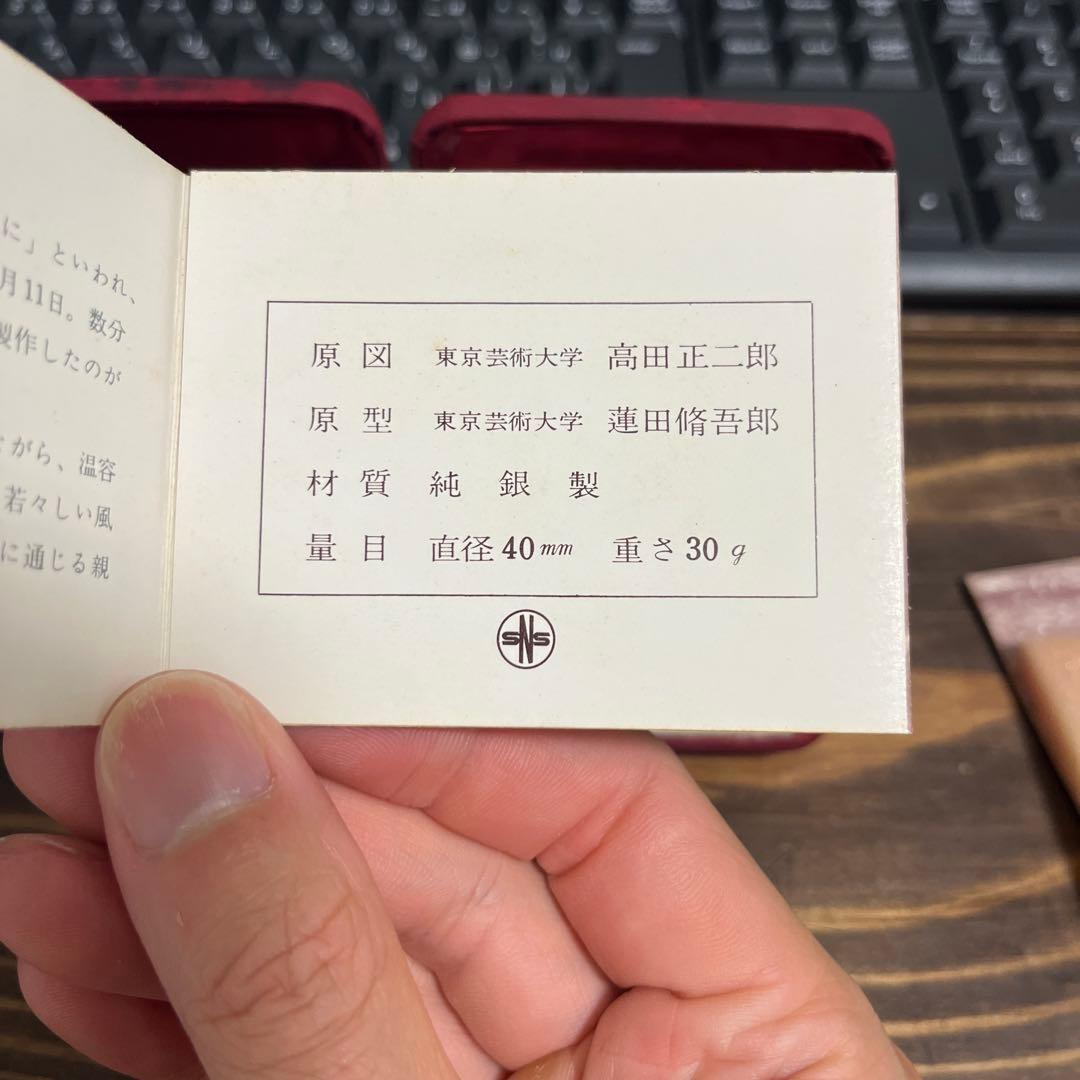 に」といわれ、
月11日。数分
製作したのが
がら、温容
若々しい風
に通じる親
原図 東京芸術大学 高田正二郎
原型 東京芸術大学 蓮田脩吾郎
材質 純銀製
量目 直径40mm 重さ30g
SNS